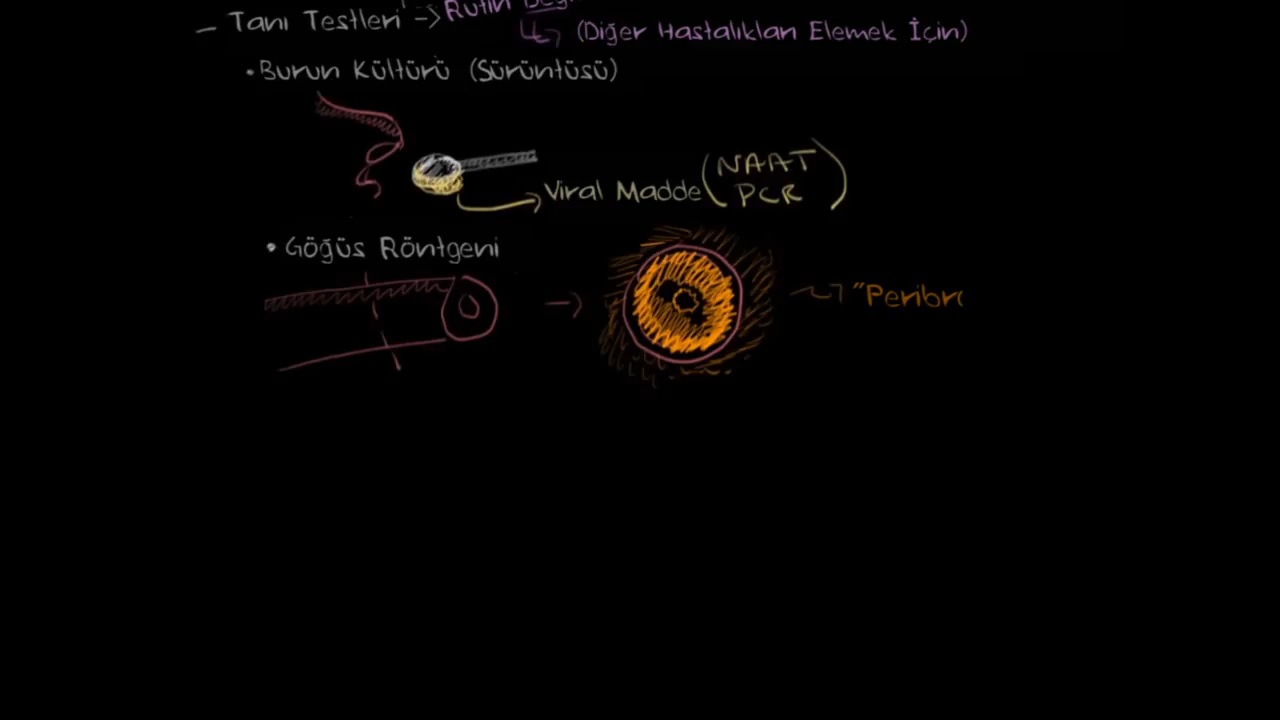 – Tanı Testleri -> Rutin
(Diğer Hastalıkları Elemek İçin)
• Burun Kültürü (Sürüntüsü)
Viral Madde (NAAT
PCR)
• Göğüs Röntgeni
"Peribr